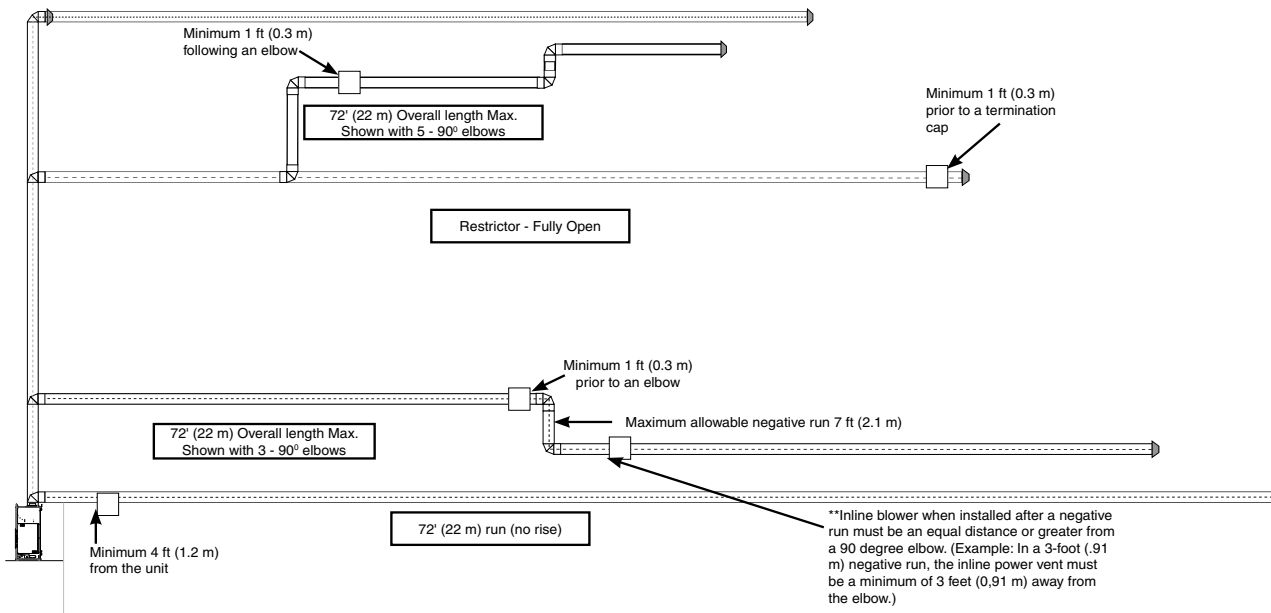 Minimum 1 ft (0.3 m)
following an elbow
72' (22 m) Overall length Max.
Shown with 5 - 90⁰ elbows
Minimum 1 ft (0.3 m)
prior to a termination
cap
Restrictor - Fully Open
Minimum 1 ft (0.3 m)
prior to an elbow
Maximum allowable negative run 7 ft (2.1 m)
72' (22 m) Overall length Max.
Shown with 3 - 90⁰ elbows
72' (22 m) run (no rise)
Minimum 4 ft (1.2 m)
from the unit
**Inline blower when installed after a negative
run must be an equal distance or greater from
a 90 degree elbow. (Example: In a 3-foot (.91
m) negative run, the inline power vent must
be a minimum of 3 feet (0,91 m) away from
the elbow.)